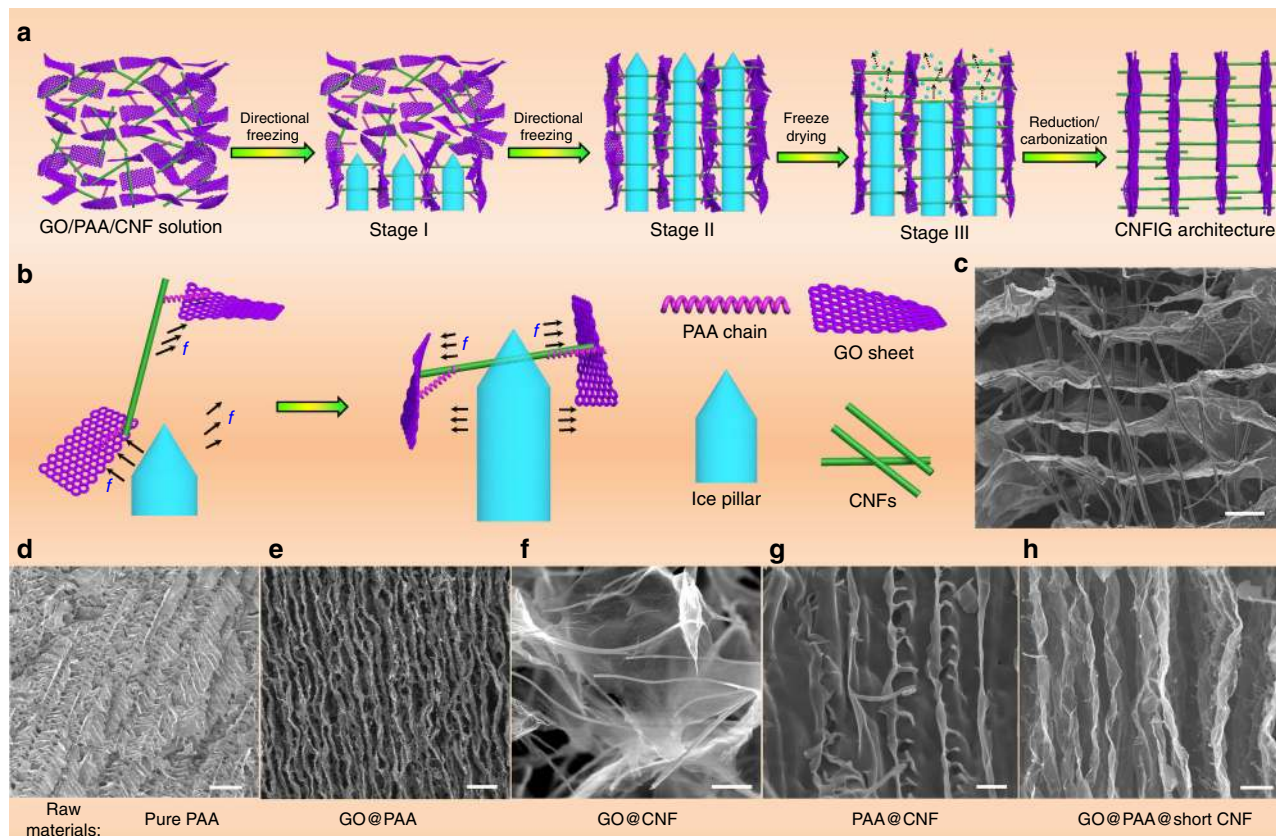 a
Directional
freezing
Directional
freezing
Freeze
drying
Reduction/
carbonization
GO/PAA/CNF solution
Stage I
Stage II
Stage III
CNFIG architecture
b
f
f
f
f
f
PAA chain
GO sheet
Ice pillar
CNFs
c
d
e
f
g
h
Raw
materials:
Pure PAA
GO@PAA
GO@CNF
PAA@CNF
GO@PAA@short CNF